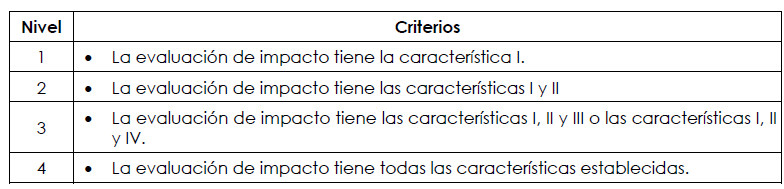 Nivel Criterios
1 • La evaluación de impacto tiene la característica I.
2 • La evaluación de impacto tiene las características I y II
3 • La evaluación de impacto tiene las características I, II y III o las características I, II
y IV.
4 • La evaluación de impacto tiene todas las características establecidas.